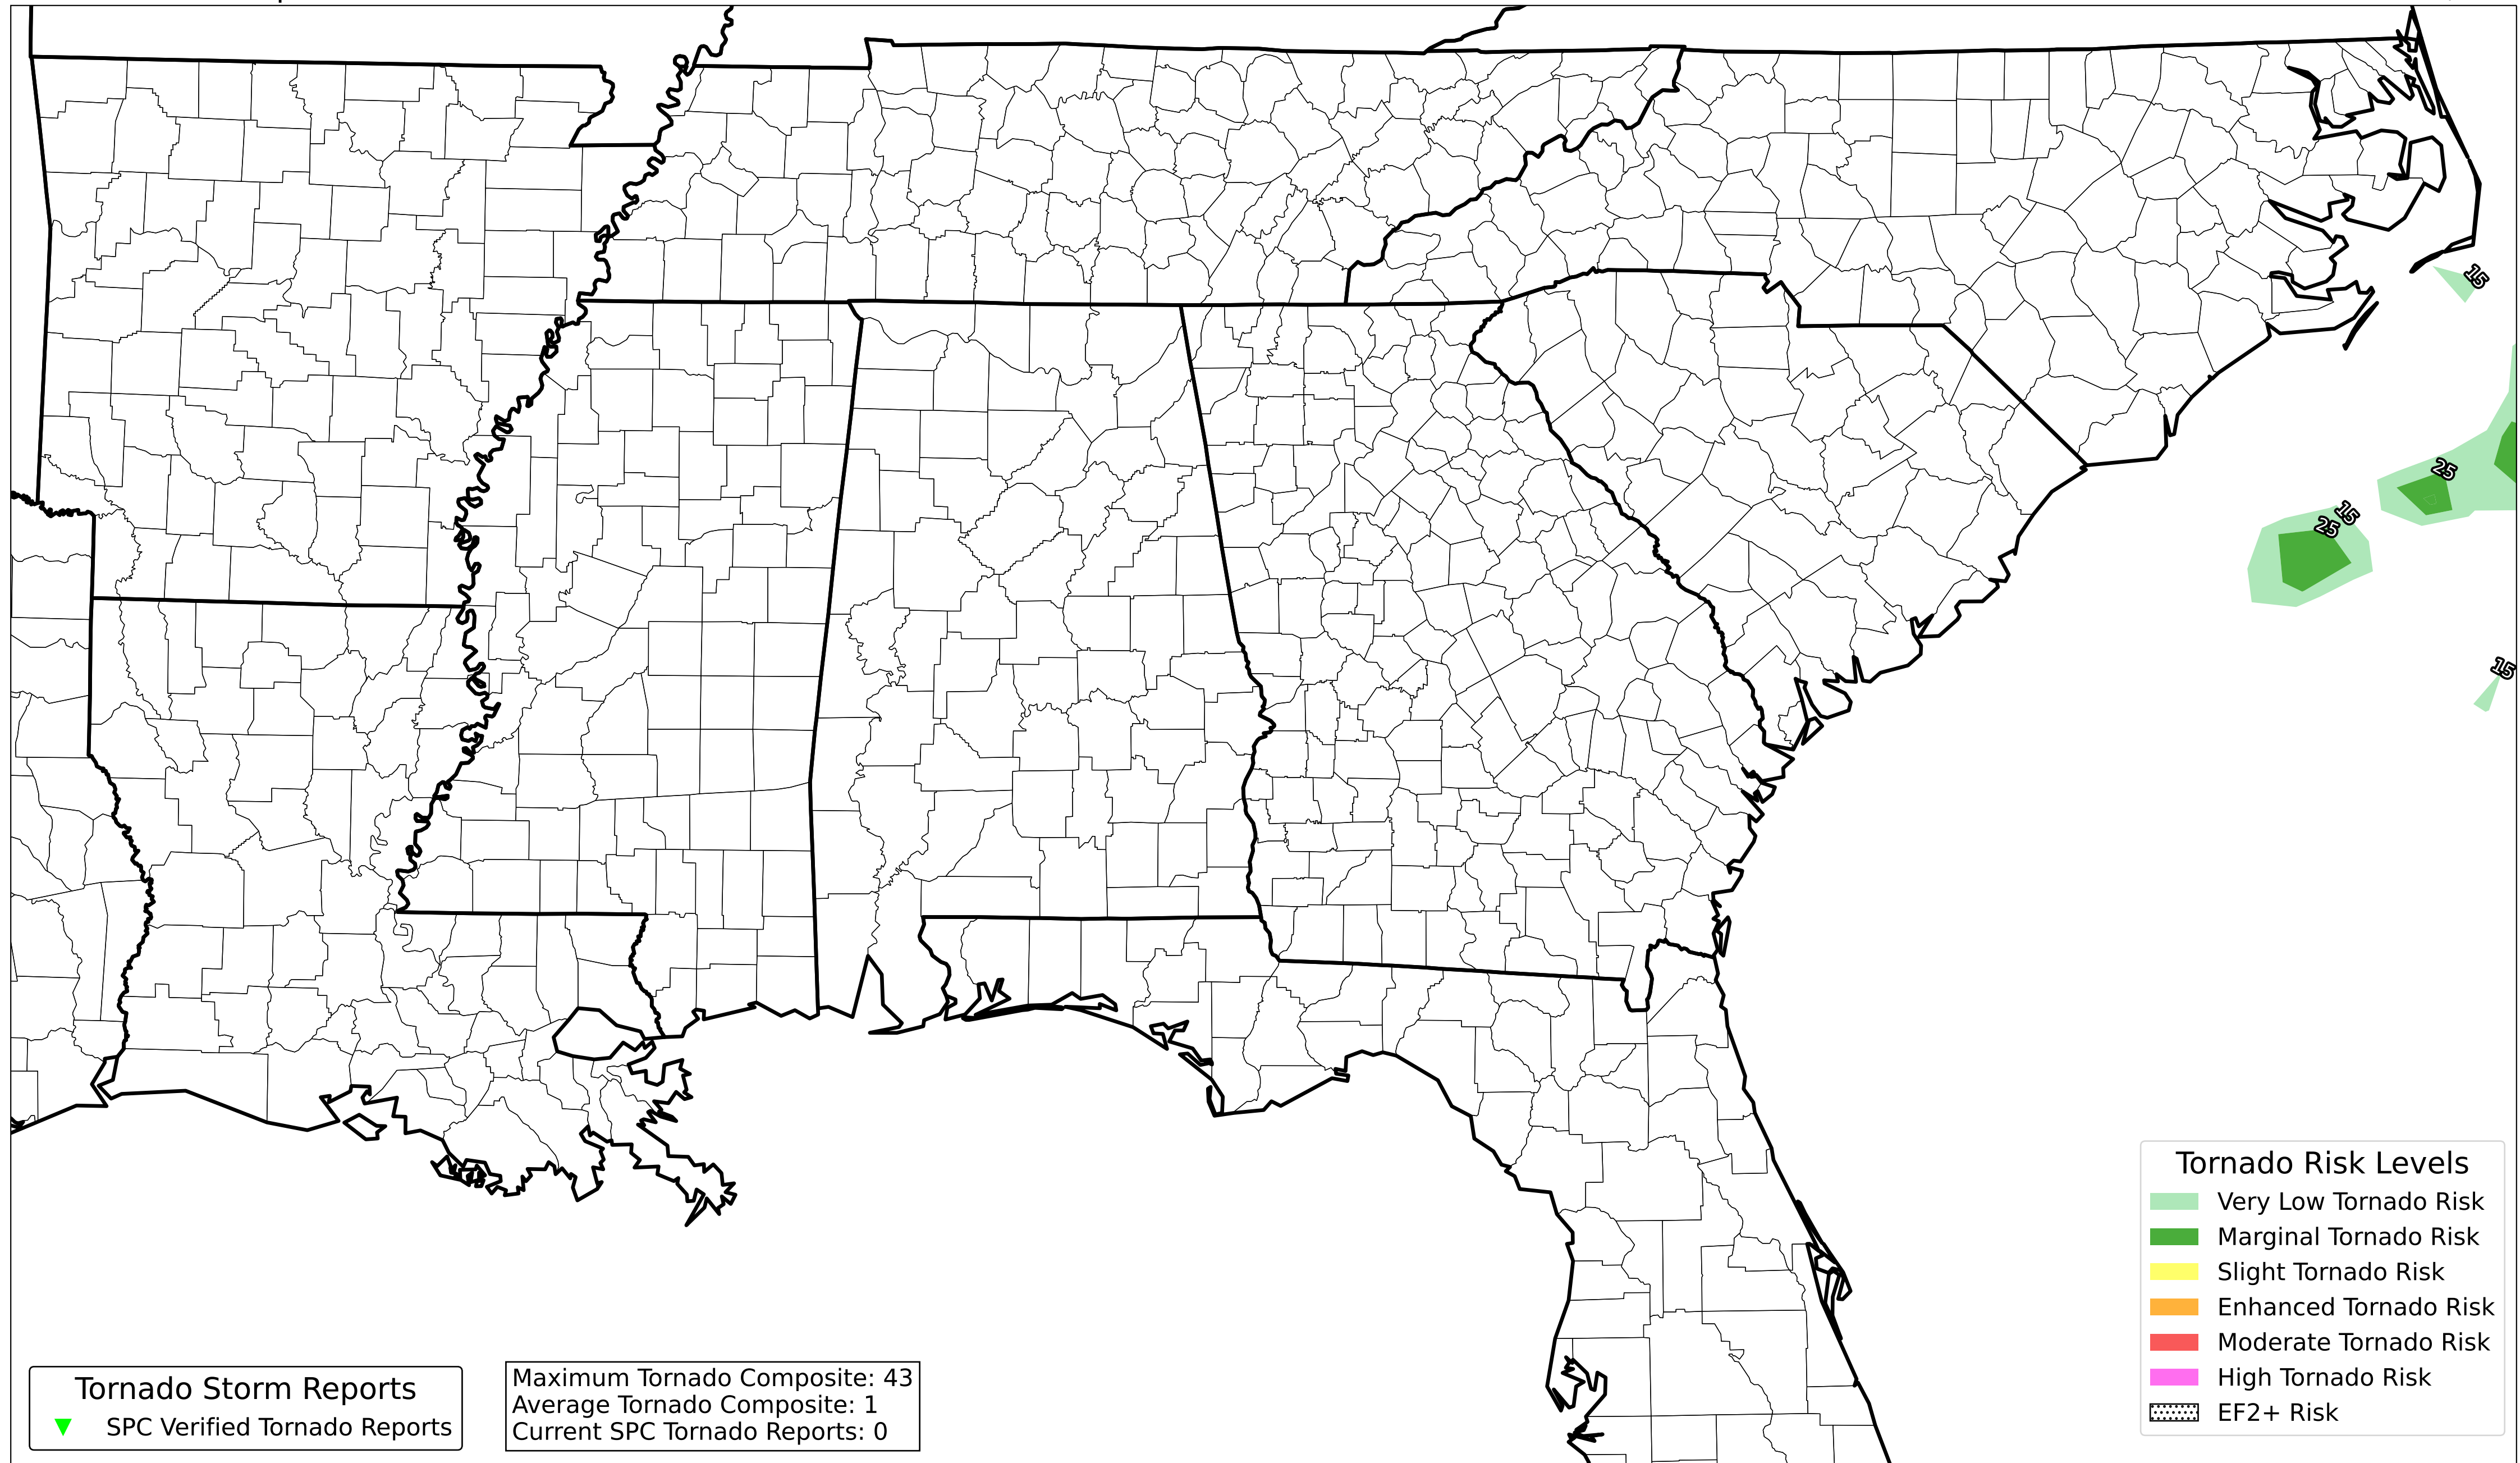 15
25
15
25
15
Tornado Risk Levels
Very Low Tornado Risk
Marginal Tornado Risk
Slight Tornado Risk
Enhanced Tornado Risk
Moderate Tornado Risk
High Tornado Risk
EF2+ Risk
Tornado Storm Reports
SPC Verified Tornado Reports
Maximum Tornado Composite: 43
Average Tornado Composite: 1
Current SPC Tornado Reports: 0